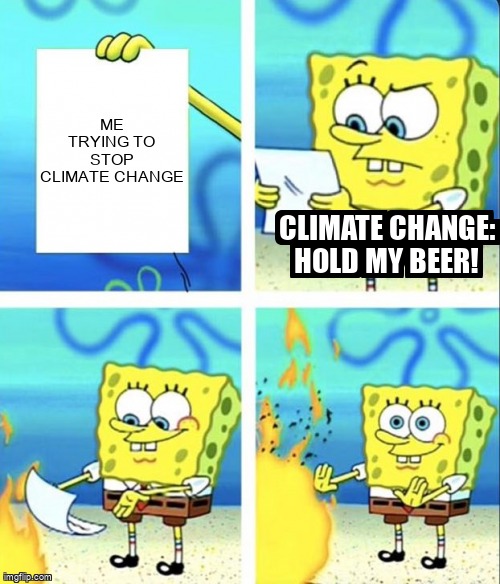 ME
TRYING TO
STOP
CLIMATE CHANGE
CLIMATE CHANGE:
HOLD MY BEER!
imgflip.com